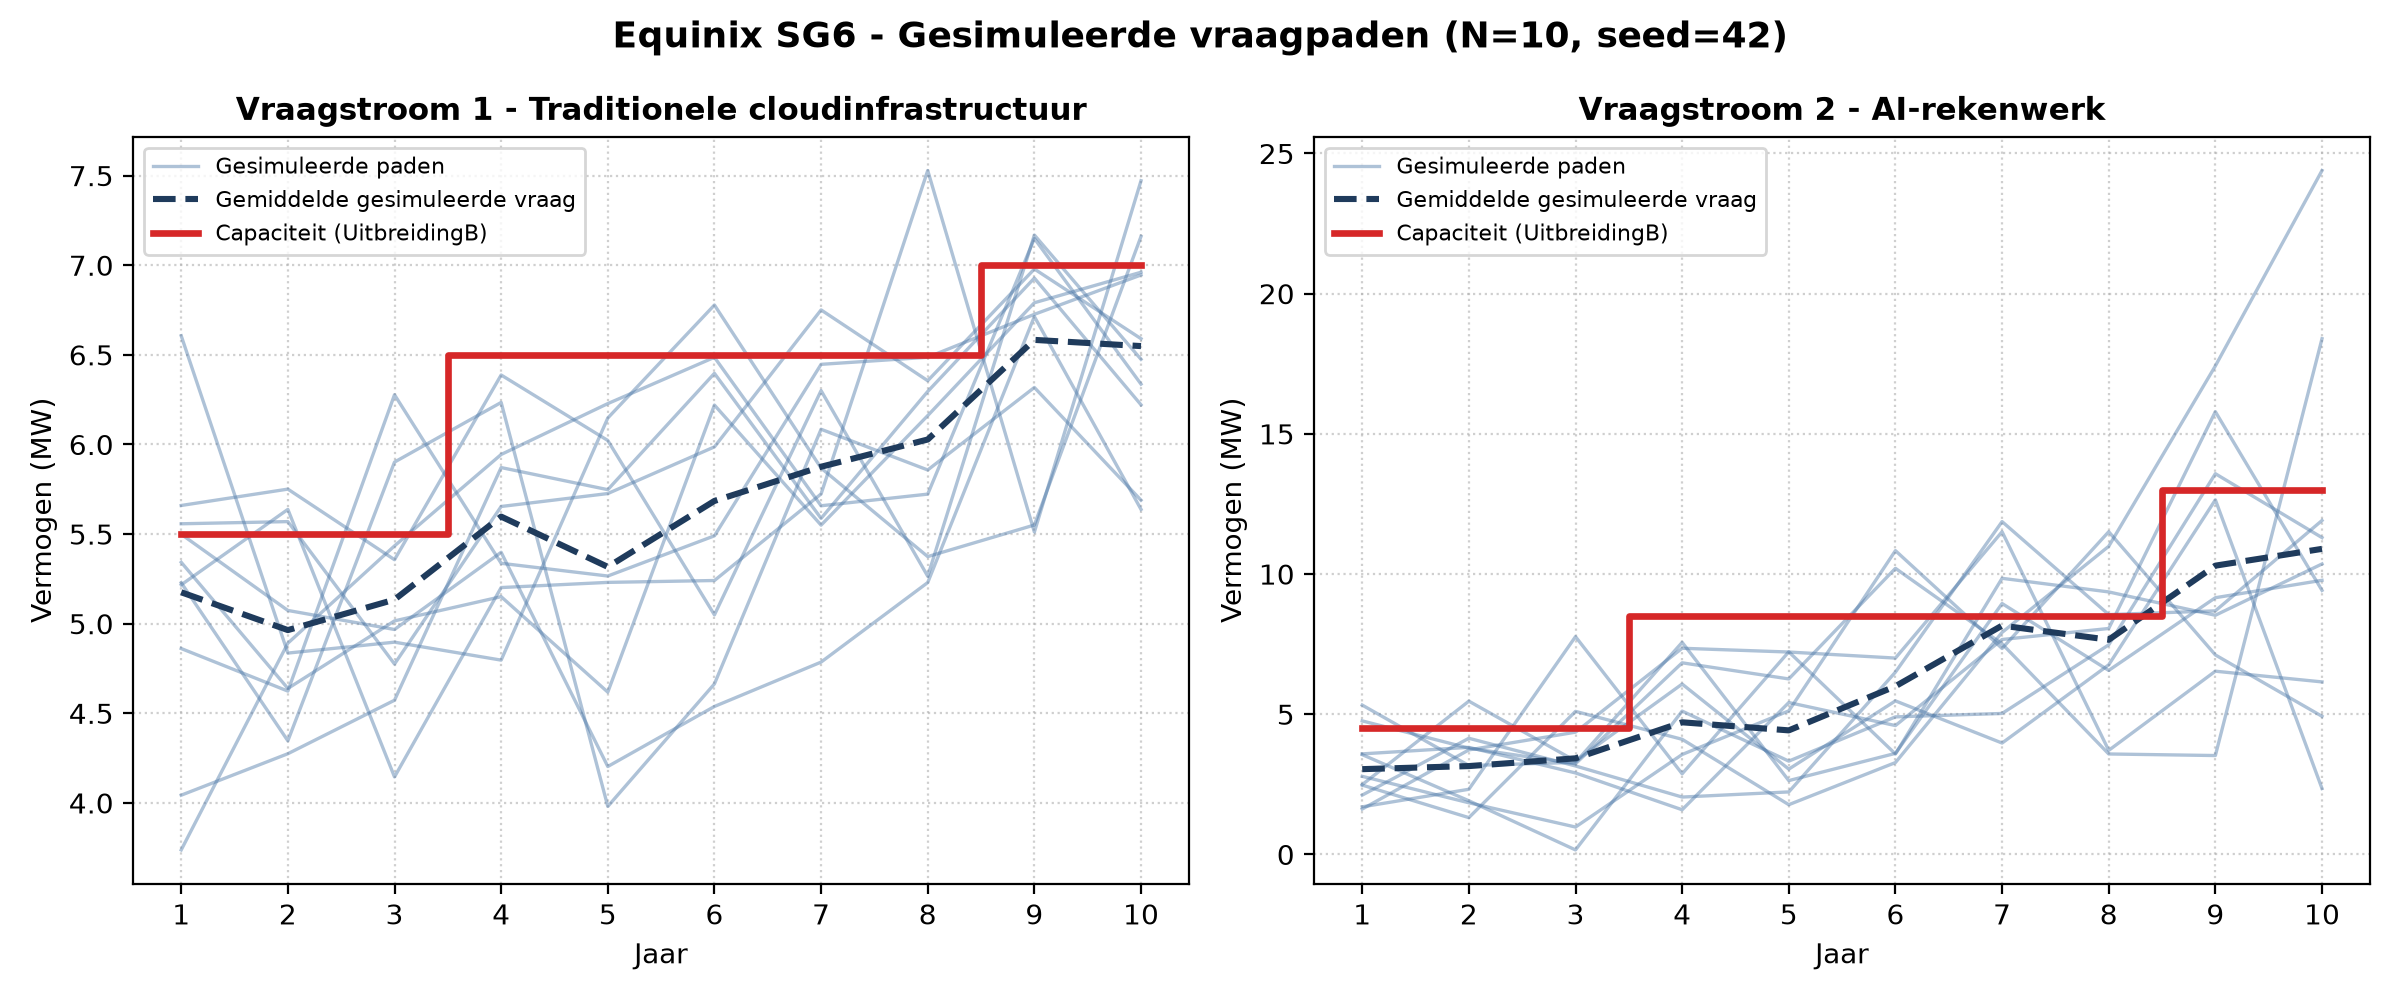 Equinix SG6 - Gesimuleerde vraagpaden (N=10, seed=42)
Vraagstroom 1 - Traditionele cloudinfrastructuur
Gesimuleerde paden
Gemiddelde gesimuleerde vraag
Capaciteit (UitbreidingB)
Vermogen (MW)
7.5
7.0
6.5
6.0
5.5
5.0
4.5
4.0
1 2 3 4 5 6 7 8 9 10
Jaar
Vraagstroom 2 - AI-rekenwerk
Gesimuleerde paden
Gemiddelde gesimuleerde vraag
Capaciteit (UitbreidingB)
Vermogen (MW)
25
20
15
10
5
0
1 2 3 4 5 6 7 8 9 10
Jaar